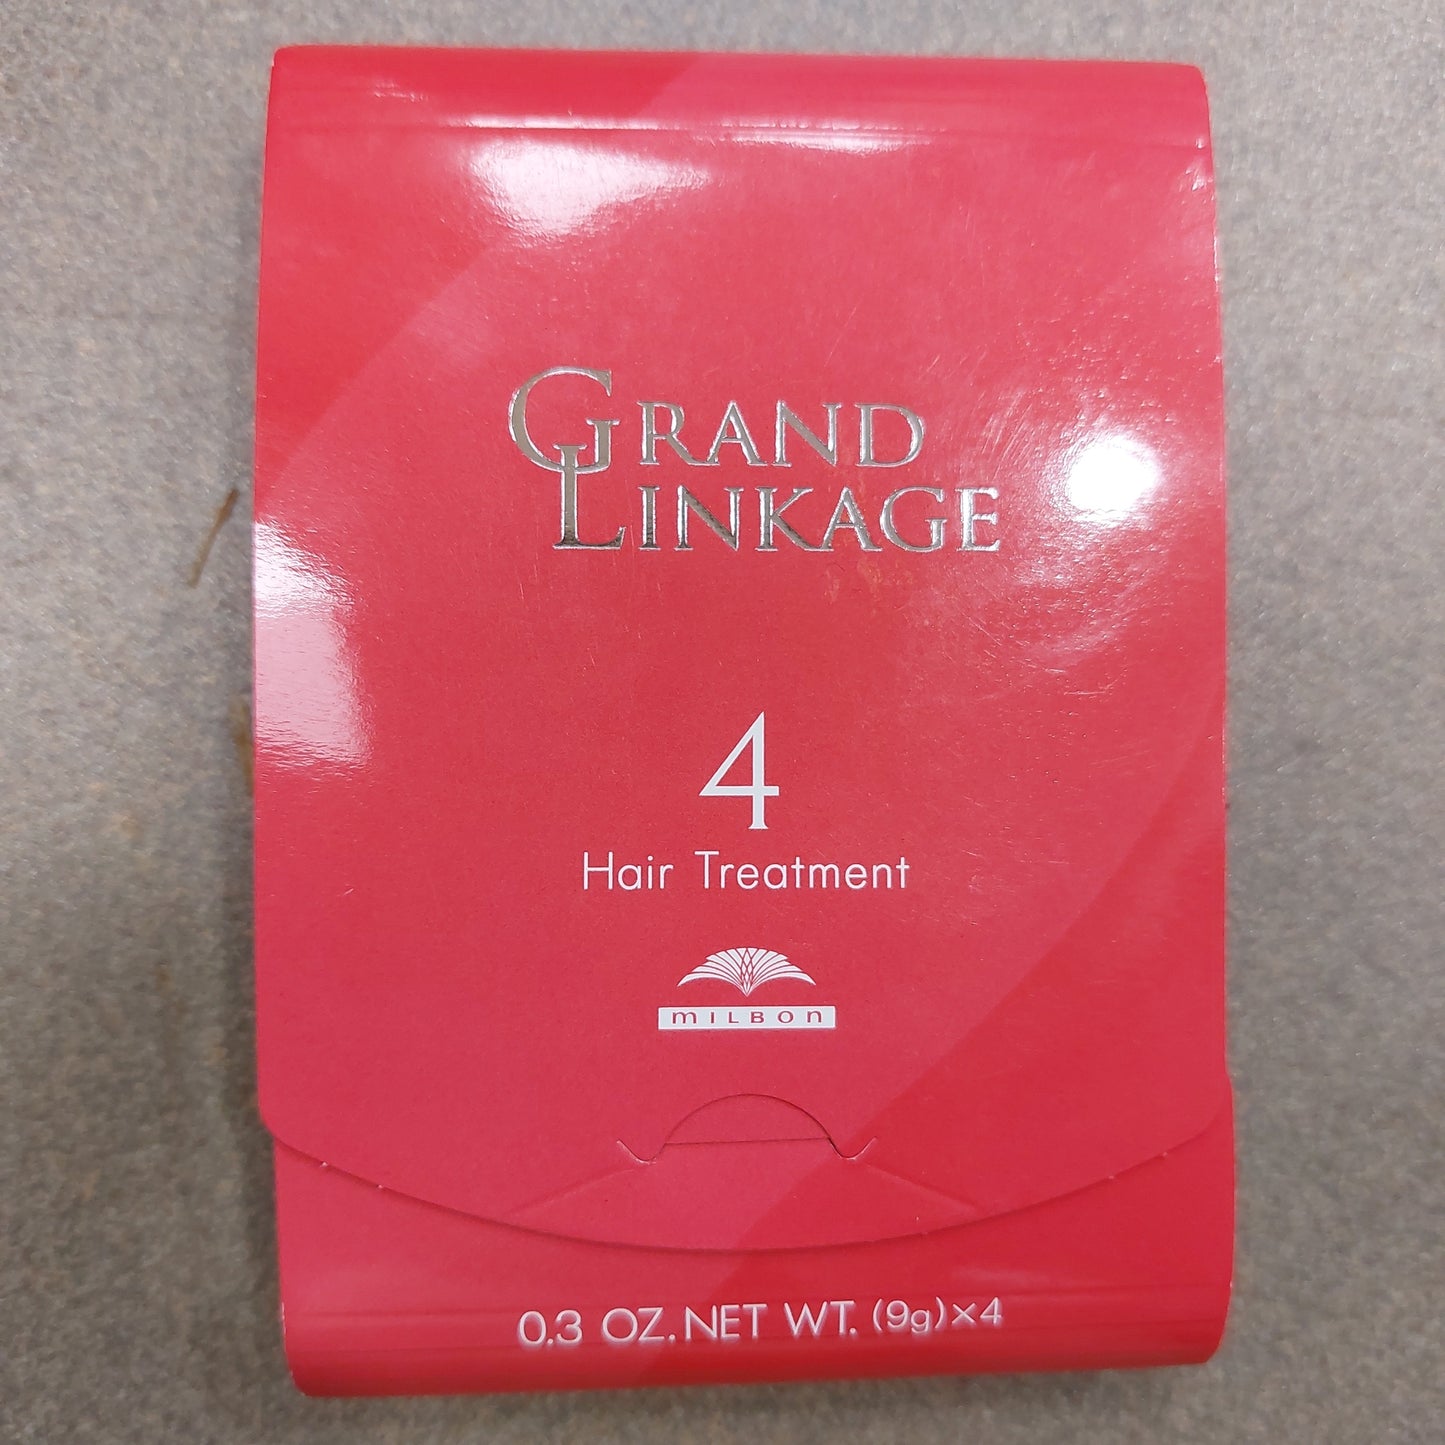 GRAND
LINKAGE
4
Hair Treatment
MILBON
0.3 OZ. NET WT. (9g)×4